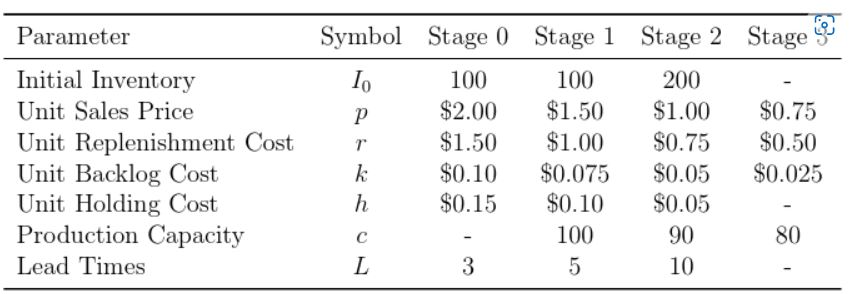 Parameter Symbol Stage 0 Stage 1 Stage 2 Stage 3
Initial Inventory I₀ 100 100 200 -
Unit Sales Price p $2.00 $1.50 $1.00 $0.75
Unit Replenishment Cost r $1.50 $1.00 $0.75 $0.50
Unit Backlog Cost k $0.10 $0.075 $0.05 $0.025
Unit Holding Cost h $0.15 $0.10 $0.05 -
Production Capacity c - 100 90 80
Lead Times L 3 5 10 -